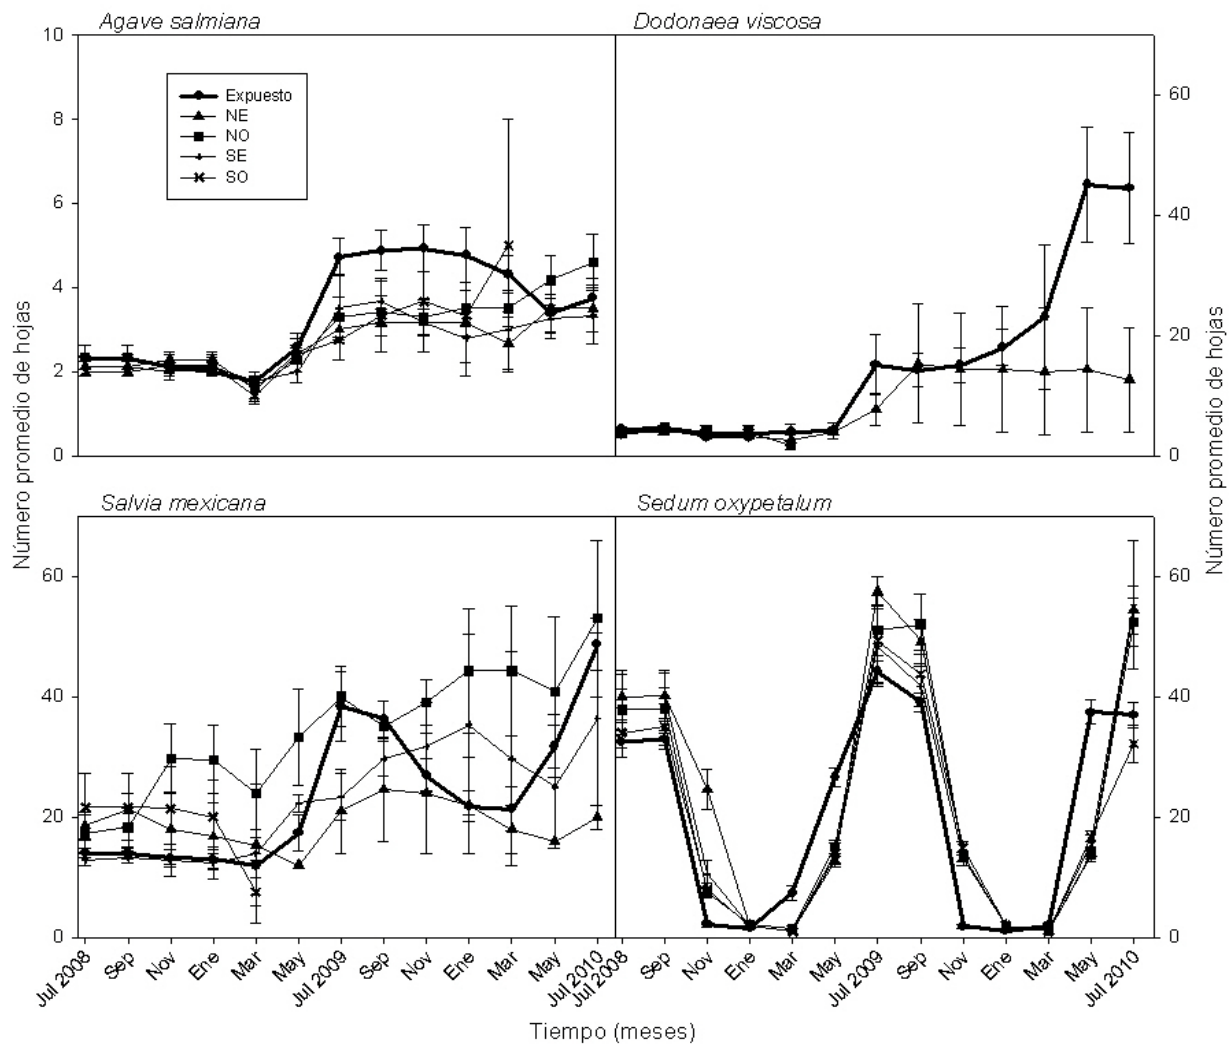 Agave salmiana
Dodonaea viscosa
10
8
6
4
2
0
Expuesto
NE
NO
SE
SO
60
40
20
0
Número promedio de hojas
Número promedio de hojas
Salvia mexicana
Sedum oxypetalum
60
40
20
0
60
40
20
0
Jul 2008
Sep
Nov
Ene
Mar
May
Jul 2009
Sep
Nov
Ene
Mar
May
Jul 2010
Jul 2008
Sep
Nov
Ene
Mar
May
Jul 2009
Sep
Nov
Ene
Mar
May
Jul 2010
Tiempo (meses)